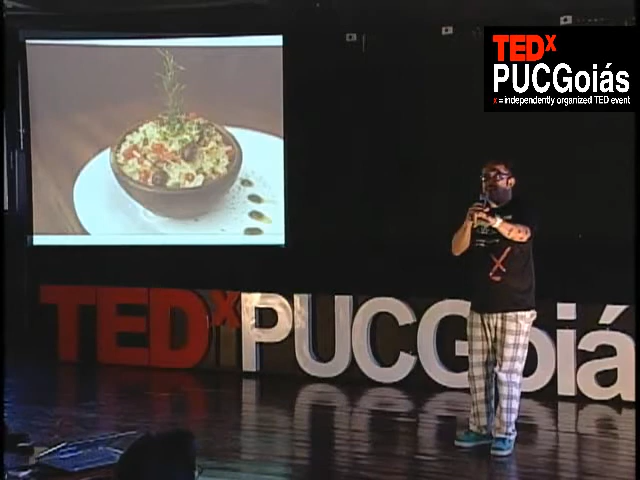 TEDx
PUCGoiás
x = independently organized TED event
TEDxPUCGoiá